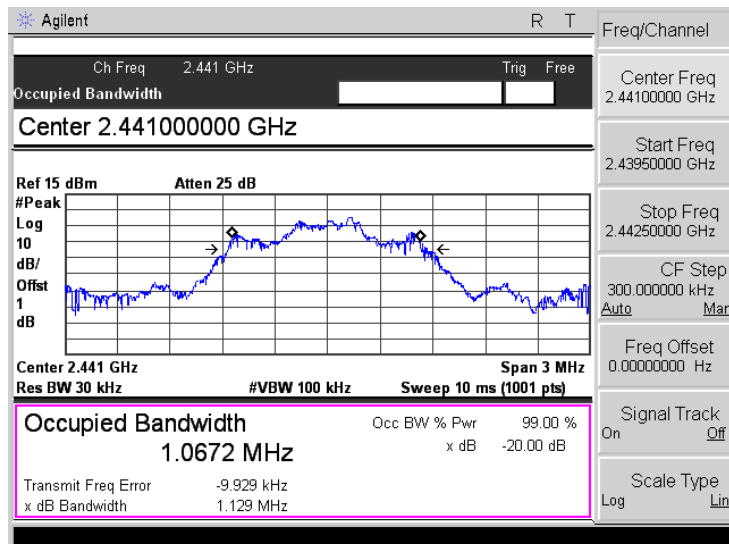 Agilent R T
Ch Freq 2.441 GHz Trig Free
Occupied Bandwidth
Center 2.441000000 GHz
Ref 15 dBm Atten 25 dB
#Peak
Log
10
dB/
Offst
1
dB
Center 2.441 GHz Span 3 MHz
Res BW 30 kHz #VBW 100 kHz Sweep 10 ms (1001 pts)
Occupied Bandwidth
1.0672 MHz
Occ BW % Pwr 99.00 %
x dB -20.00 dB
Transmit Freq Error -9.929 kHz
x dB Bandwidth 1.129 MHz
Freq/Channel
Center Freq
2.44100000 GHz
Start Freq
2.43950000 GHz
Stop Freq
2.44250000 GHz
CF Step
300.000000 kHz
Auto Mar
Freq Offset
0.00000000 Hz
Signal Track
On Off
Scale Type
Log Lin